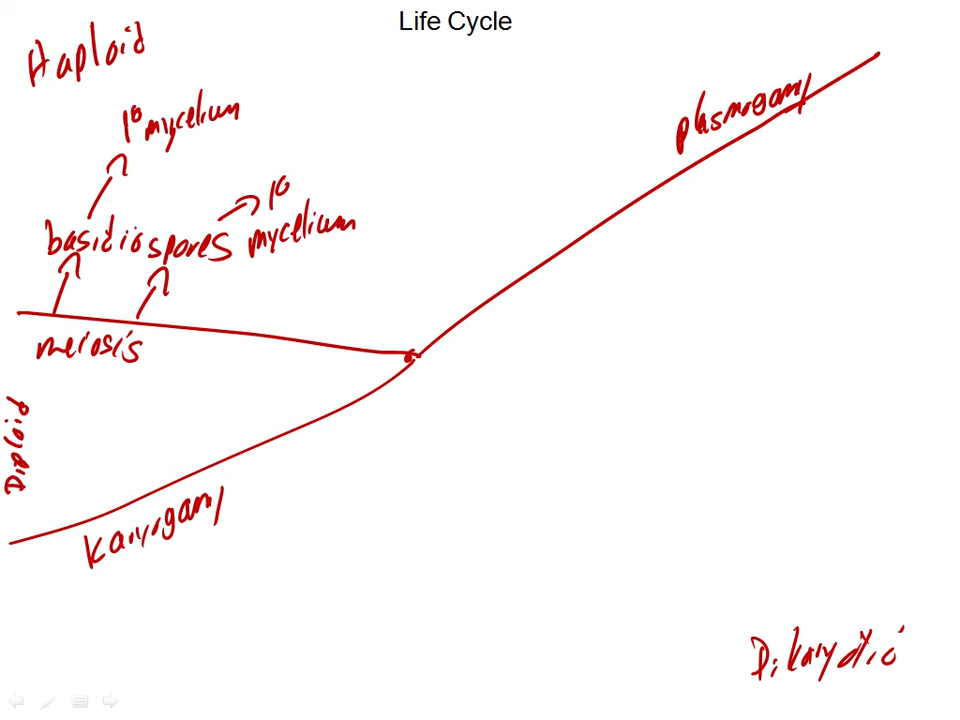 Life Cycle
Haploid
1° mycelium
plasmogamy
basidiospores
1°
mycelium
meiosis
Diploid
Karyogamy
Dikaryotic